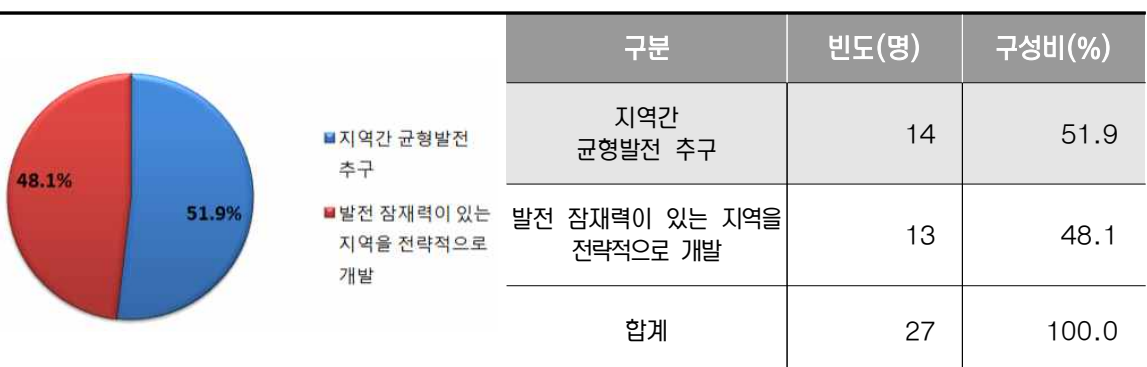 48.1%
51.9%
지역간 균형발전
추구
발전 잠재력이 있는
지역을 전략적으로
개발
구분 빈도(명) 구성비(%)
지역간
균형발전 추구 14 51.9
발전 잠재력이 있는 지역을
전략적으로 개발 13 48.1
합계 27 100.0